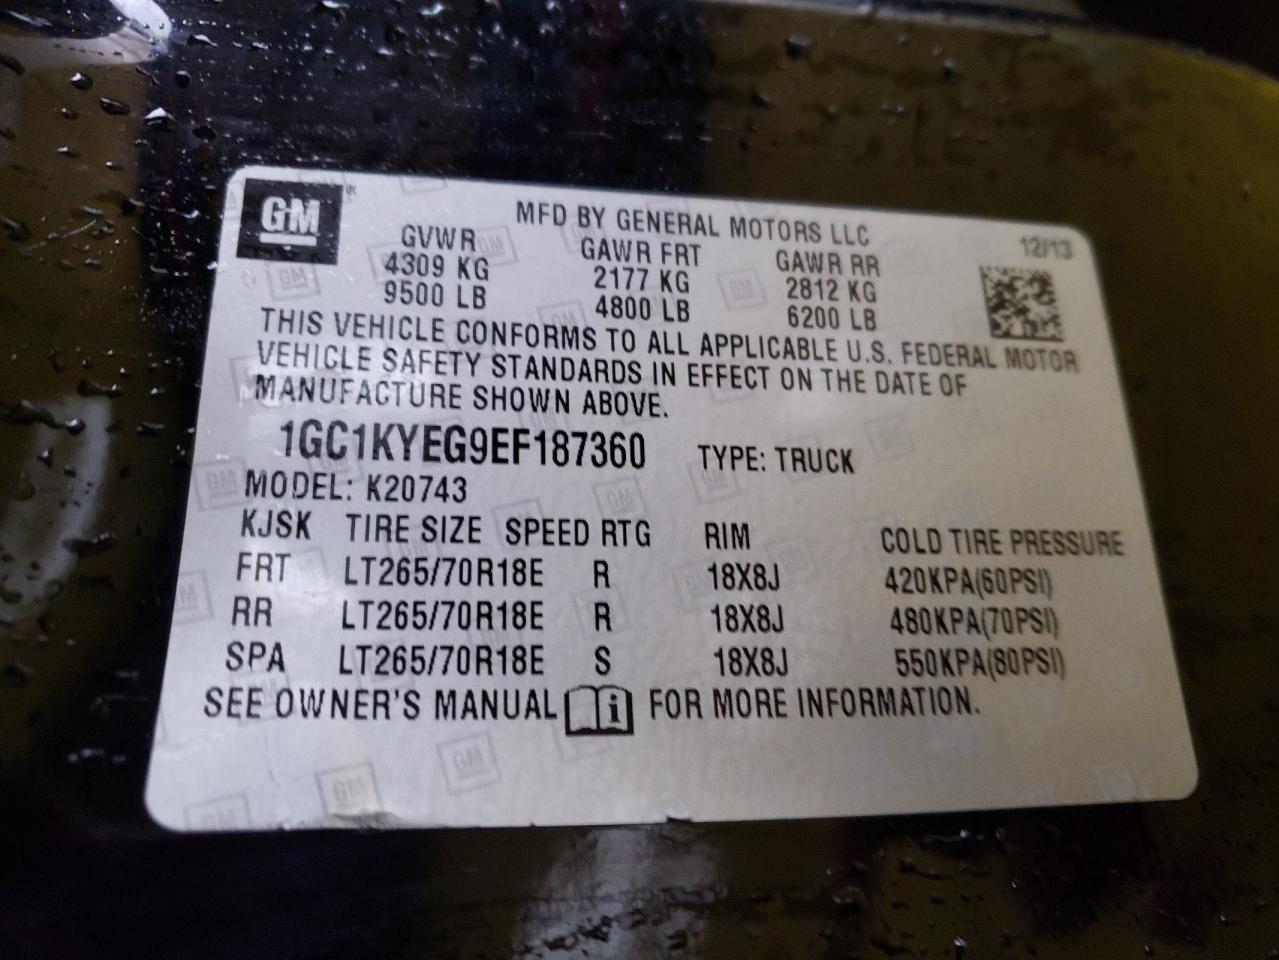 GM
MFD BY GENERAL MOTORS LLC
12/13
GVWR GAWR FRT GAWR RR
4309 KG 2177 KG 2812 KG
9500 LB 4800 LB 6200 LB
THIS VEHICLE CONFORMS TO ALL APPLICABLE U.S. FEDERAL MOTOR
VEHICLE SAFETY STANDARDS IN EFFECT ON THE DATE OF
MANUFACTURE SHOWN ABOVE.
1GC1KYEG9EF187360 TYPE: TRUCK
MODEL: K20743
KJSK TIRE SIZE SPEED RTG RIM COLD TIRE PRESSURE
FRT LT265/70R18E R 18X8J 420KPA(60PSI)
RR LT265/70R18E R 18X8J 480KPA(70PSI)
SPA LT265/70R18E S 18X8J 550KPA(80PSI)
SEE OWNER'S MANUAL i FOR MORE INFORMATION.